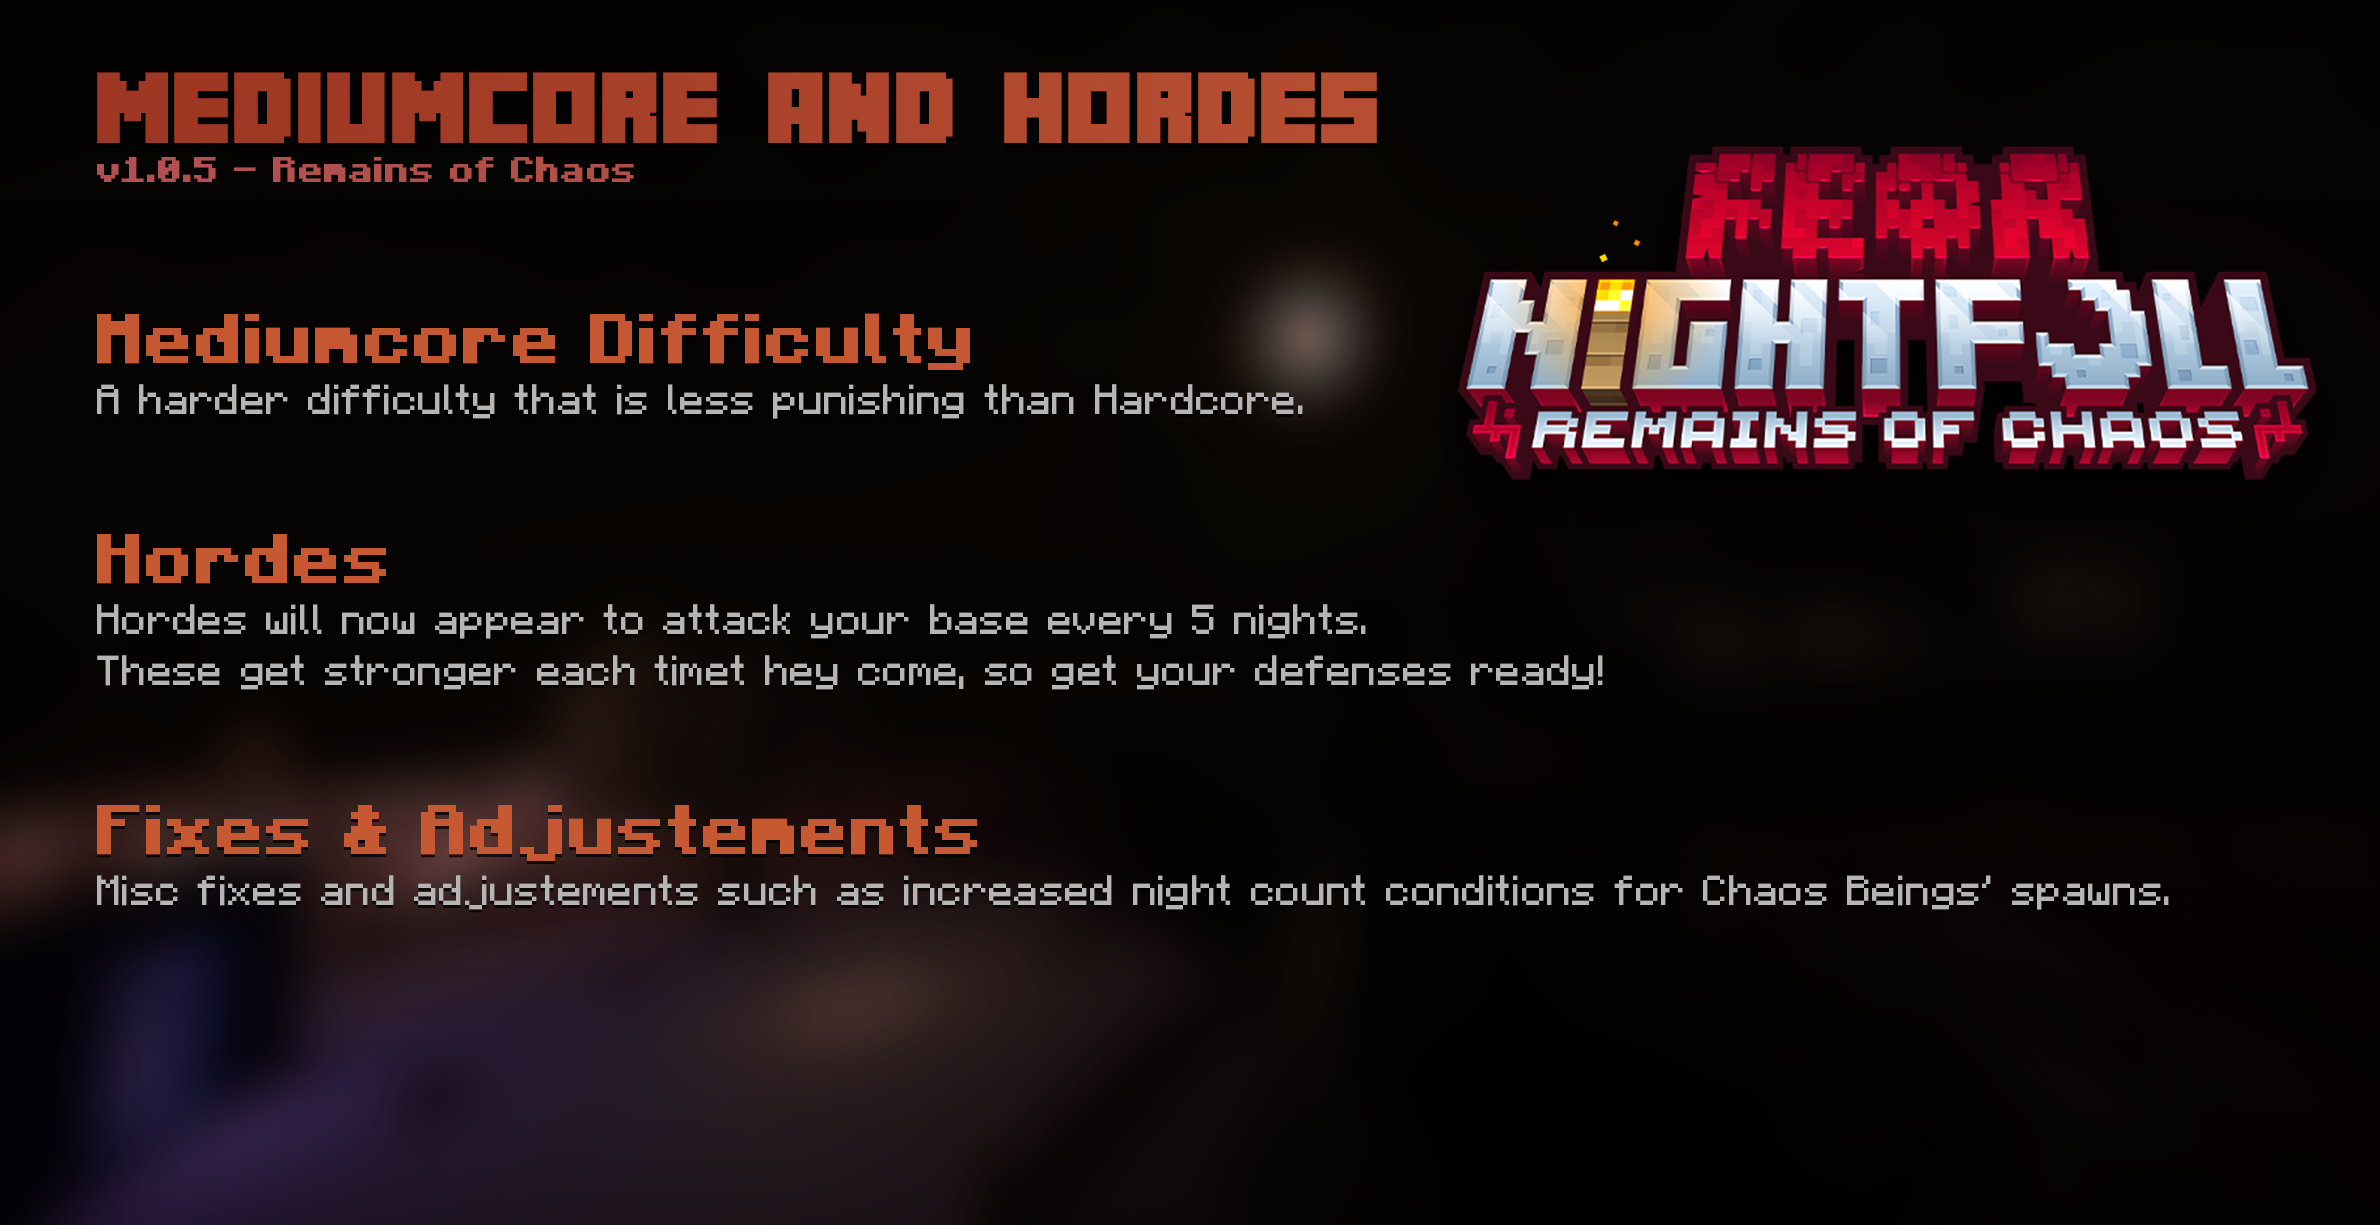 MEDIUMCORE AND HORDES
v1.0.5 - Remains of Chaos
FEAR
NIGHTFALL
REMAINS OF CHAOS
Mediumcore Difficulty
A harder difficulty that is less punishing than Hardcore.
Hordes
Hordes will now appear to attack your base every 5 nights.
These get stronger each timet hey come, so get your defenses ready!
Fixes & Adjustements
Misc fixes and adjustements such as increased night count conditions for Chaos Beings' spawns.